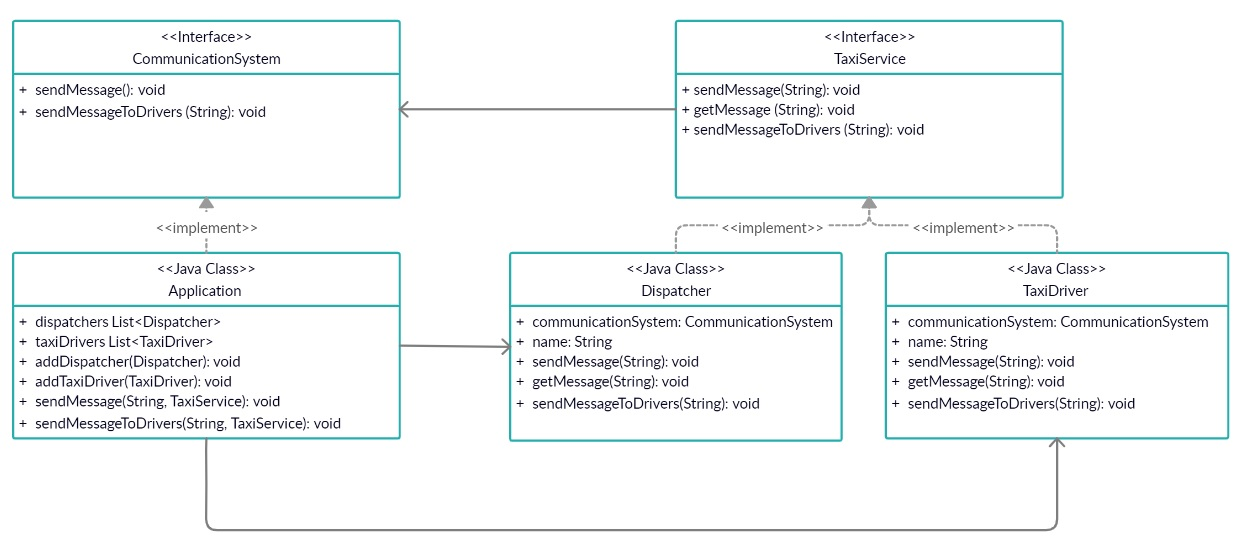 <<Interface>>
CommunicationSystem
+ sendMessage(): void
+ sendMessageToDrivers (String): void
<<Interface>>
TaxiService
+ sendMessage(String): void
+ getMessage (String): void
+ sendMessageToDrivers (String): void
<<implement>>
<<implement>>
<<implement>>
<<Java Class>>
Application
+ dispatchers List<Dispatcher>
+ taxiDrivers List<TaxiDriver>
+ addDispatcher(Dispatcher): void
+ addTaxiDriver(TaxiDriver): void
+ sendMessage(String, TaxiService): void
+ sendMessageToDrivers(String, TaxiService): void
<<Java Class>>
Dispatcher
+ communicationSystem: CommunicationSystem
+ name: String
+ sendMessage(String): void
+ getMessage(String): void
+ sendMessageToDrivers(String): void
<<Java Class>>
TaxiDriver
+ communicationSystem: CommunicationSystem
+ name: String
+ sendMessage(String): void
+ getMessage(String): void
+ sendMessageToDrivers(String): void